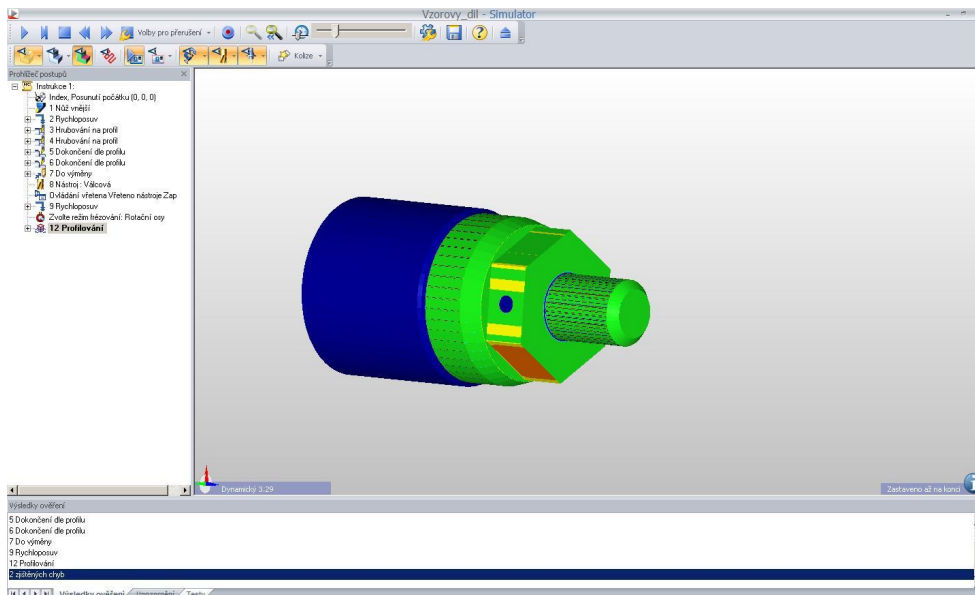 Vzorovy_dil - Simulator
Volby pro přerušení
Kolize
Prohlížeč postupů
Instrukce 1:
Index, Posunutí počátku (0, 0, 0)
1 Nůž vnější
2 Rychloposuv
3 Hrubování na profil
4 Hrubování na profil
5 Dokončení dle profilu
6 Dokončení dle profilu
7 Do výměny
8 Nástroj : Válcová
Ovládání vřetena Vřeteno nástroje Zap
9 Rychloposuv
Zvolte režim frézování: Rotační osy
12 Profilování
Dynamický 3.29
Zastaveno až na konci
Výsledky ověření
5 Dokončení dle profilu
6 Dokončení dle profilu
7 Do výměny
9 Rychloposuv
12 Profilování
2 zjištěných chyb
Výsledky ověření Upozornění Testy